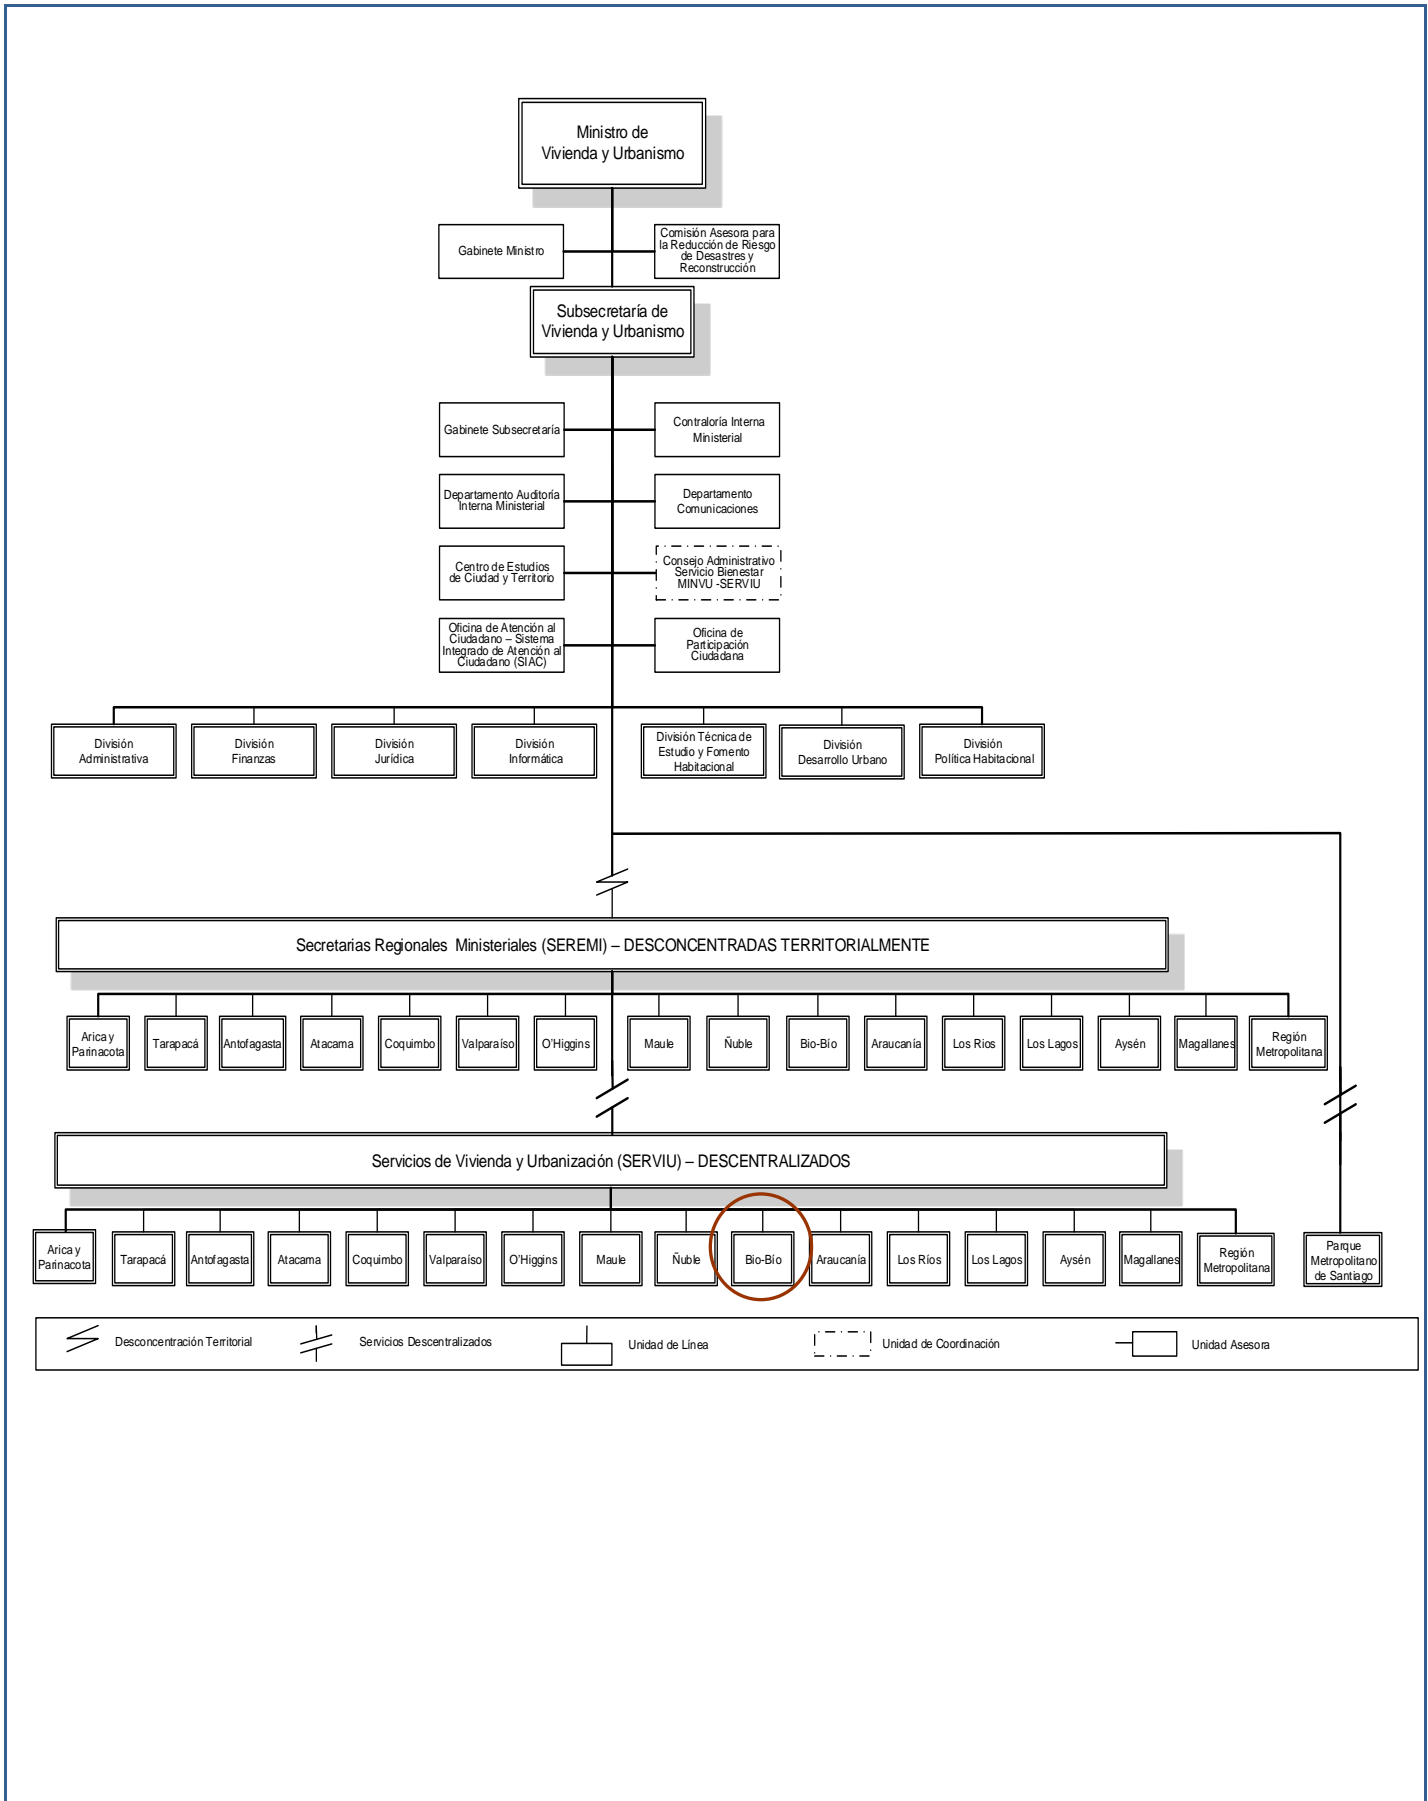 Ministro de
Vivienda y Urbanismo
Gabinete Ministro
Comisión Asesora para
la Reducción de Riesgo
de Desastres y
Reconstrucción
Subsecretaría de
Vivienda y Urbanismo
Gabinete Subsecretaría
Contraloría Interna
Ministerial
Departamento Auditoría
Interna Ministerial
Departamento
Comunicaciones
Centro de Estudios
de Ciudad y Territorio
Consejo Administrativo
Servicio Bienestar
MINVU -SERVIU
Oficina de Atención al
Ciudadano – Sistema
Integrado de Atención al
Ciudadano (SIAC)
Oficina de
Participación
Ciudadana
División
Administrativa
División
Finanzas
División
Jurídica
División
Informática
División Técnica de
Estudio y Fomento
Habitacional
División
Desarrollo Urbano
División
Política Habitacional
Secretarias Regionales Ministeriales (SEREMI) – DESCONCENTRADAS TERRITORIALMENTE
Arica y
Parinacota
Tarapacá
Antofagasta
Atacama
Coquimbo
Valparaíso
O'Higgins
Maule
Ñuble
Bio-Bío
Araucanía
Los Rios
Los Lagos
Aysén
Magallanes
Región
Metropolitana
Servicios de Vivienda y Urbanización (SERVIU) – DESCENTRALIZADOS
Arica y
Parinacota
Tarapacá
Antofagasta
Atacama
Coquimbo
Valparaíso
O'Higgins
Maule
Ñuble
Bio-Bío
Araucanía
Los Ríos
Los Lagos
Aysén
Magallanes
Región
Metropolitana
Parque
Metropolitano
de Santiago
Desconcentración Territorial
Servicios Descentralizados
Unidad de Línea
Unidad de Coordinación
Unidad Asesora